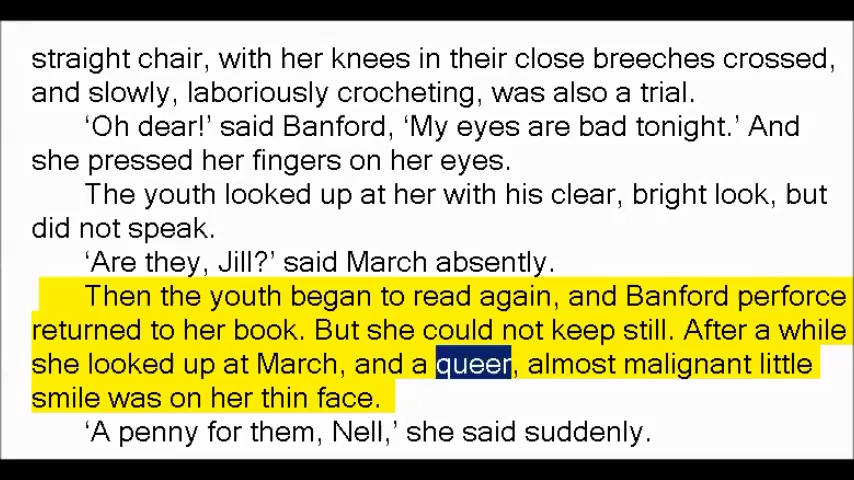 straight chair, with her knees in their close breeches crossed,
and slowly, laboriously crocheting, was also a trial.
‘Oh dear!’ said Banford, ‘My eyes are bad tonight.’ And
she pressed her fingers on her eyes.
The youth looked up at her with his clear, bright look, but
did not speak.
‘Are they, Jill?’ said March absently.
Then the youth began to read again, and Banford perforce
returned to her book. But she could not keep still. After a while
she looked up at March, and a queer, almost malignant little
smile was on her thin face.
‘A penny for them, Nell,’ she said suddenly.